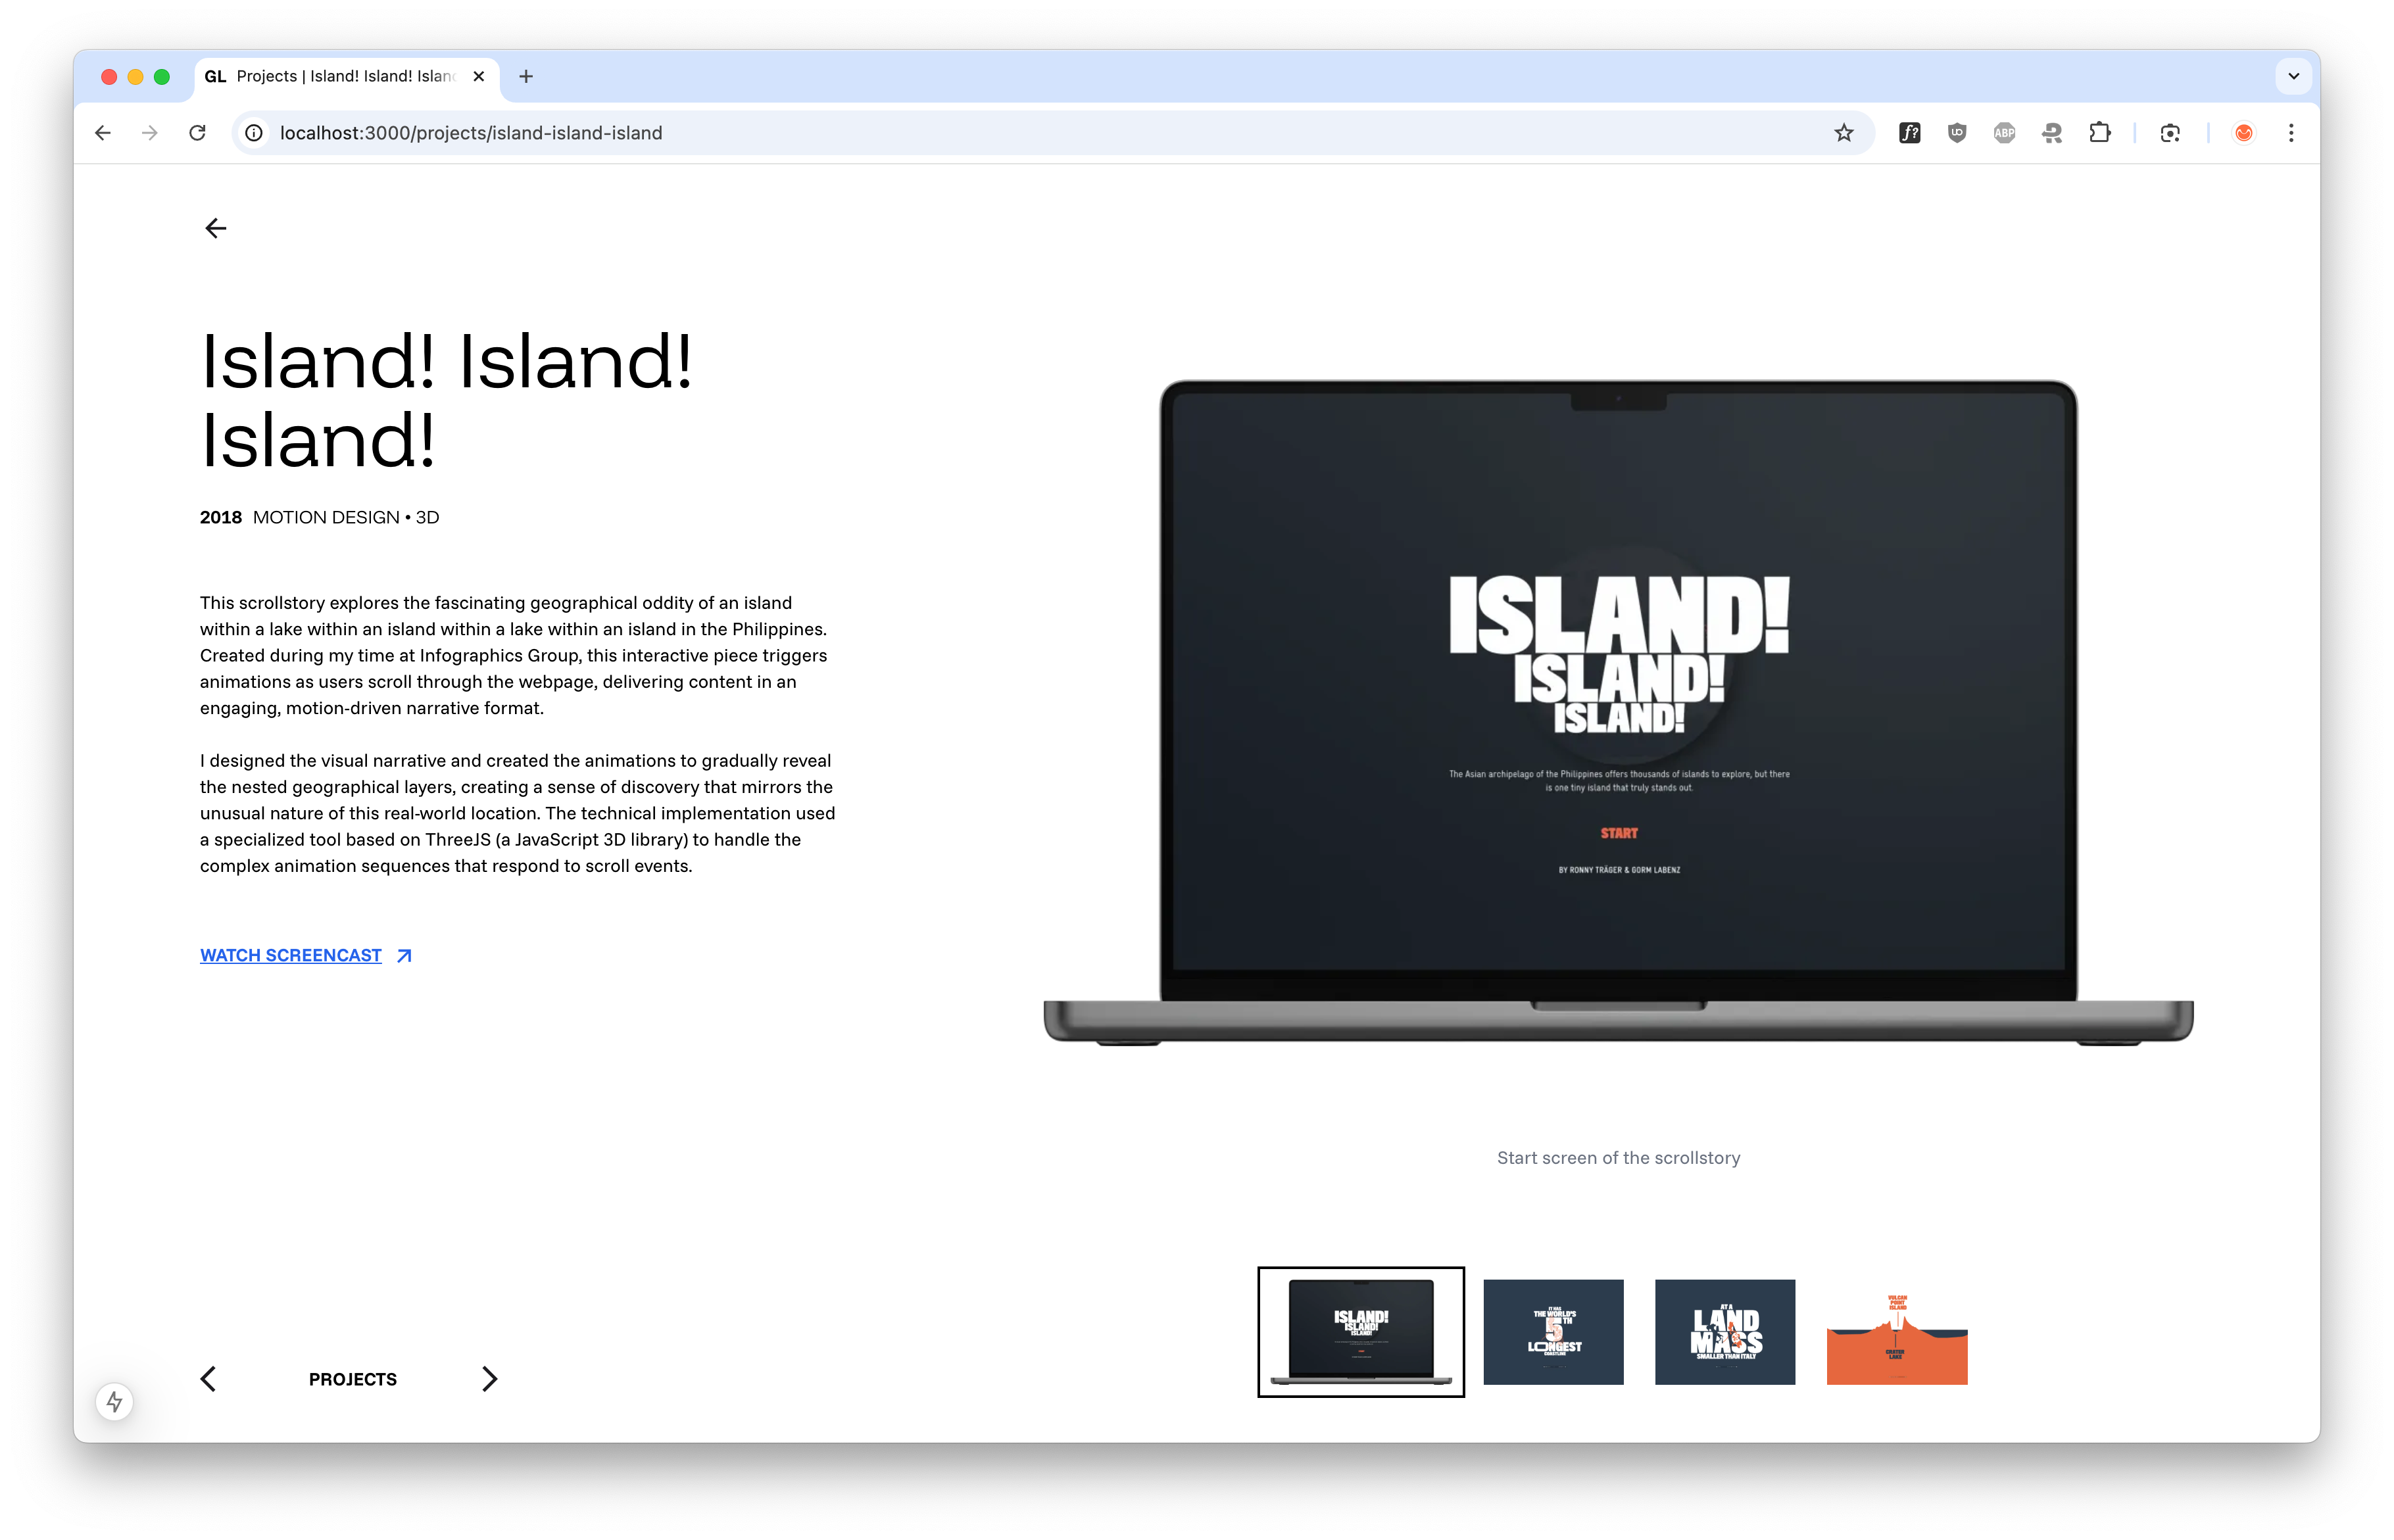 GL Projects | Island! Island! Islan
localhost:3000/projects/island-island-island
f?
ABP
Island! Island!
Island!
2018 MOTION DESIGN • 3D
This scrollstory explores the fascinating geographical oddity of an island
within a lake within an island within a lake within an island in the Philippines.
Created during my time at Infographics Group, this interactive piece triggers
animations as users scroll through the webpage, delivering content in an
engaging, motion-driven narrative format.
I designed the visual narrative and created the animations to gradually reveal
the nested geographical layers, creating a sense of discovery that mirrors the
unusual nature of this real-world location. The technical implementation used
a specialized tool based on ThreeJS (a JavaScript 3D library) to handle the
complex animation sequences that respond to scroll events.
WATCH SCREENCAST
PROJECTS
ISLAND!
ISLAND!
ISLAND!
The Asian archipelago of the Philippines offers thousands of islands to explore, but there
is one tiny island that truly stands out.
START
BY RONNY TRÄGER & GORM LABENZ
Start screen of the scrollstory
ISLAND!
ISLAND!
ISLAND!
IT HAS
THE WORLD'S
5TH
LONGEST
COASTLINE
AT A
LAND
MASS
SMALLER THAN ITALY
VULCAN
POINT
ISLAND
CRATER
LAKE